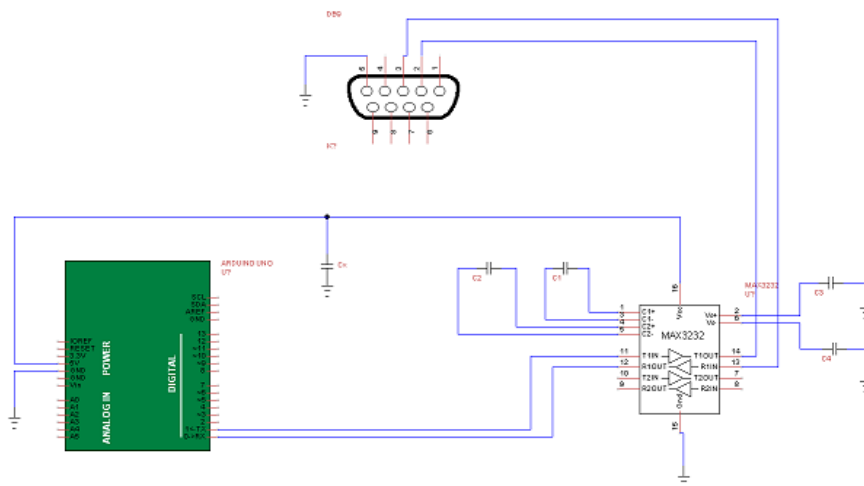 DB9
5 4 3 2 1
9 8 7 6
K?
ARDUINO UNO
U?
SCL
SDA
AREF
GND
13
12
~11
~10
~9
8
7
~6
~5
4
~3
2
1>TX
0<RX
IOREF
RESET
3.3V
5V
GND
GND
Vin
A0
A1
A2
A3
A4
A5
POWER
ANALOG IN
DIGITAL
C2
C1
MAX3232
U?
C4
16
Vcc
1 C1+
C1-
4 C2+
5 C2-
2 Vs+
6 Vs-
MAX3232
11 T1IN T1OUT 14
12 R1OUT R1IN 13
10 T2IN T2OUT 7
9 R2OUT R2IN 8
Gnd
15